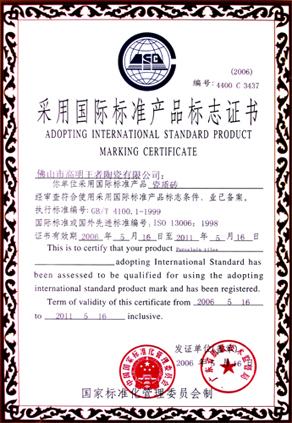 (2006)
编号: 4400 C 3437
采用国际标准产品标志证书
ADOPTING INTERNATIONAL STANDARD PRODUCT
MARKING CERTIFICATE
佛山市高明王者陶瓷有限公司:
你单位采用国际标准产品 瓷质砖
经审查符合使用采用国际标准产品标志条件, 业已备案。
执行标准编号: GB/T 4100.1-1999
国际标准或国外先进标准编号: ISO 13006: 1998
证书有效期 2006 年 5 月 16 日至 2011 年 5 月 16 日
This is to certify that your product Porcelain tiles
adopting International Standard has
been assessed to be qualified for using the adopting
international standard product mark and has been registered.
Term of validity of this certificate from 2006 5 16
to 2011 5 16 inclusive.
发证单位(盖章)
2006 年
国家标准化管理委员会制